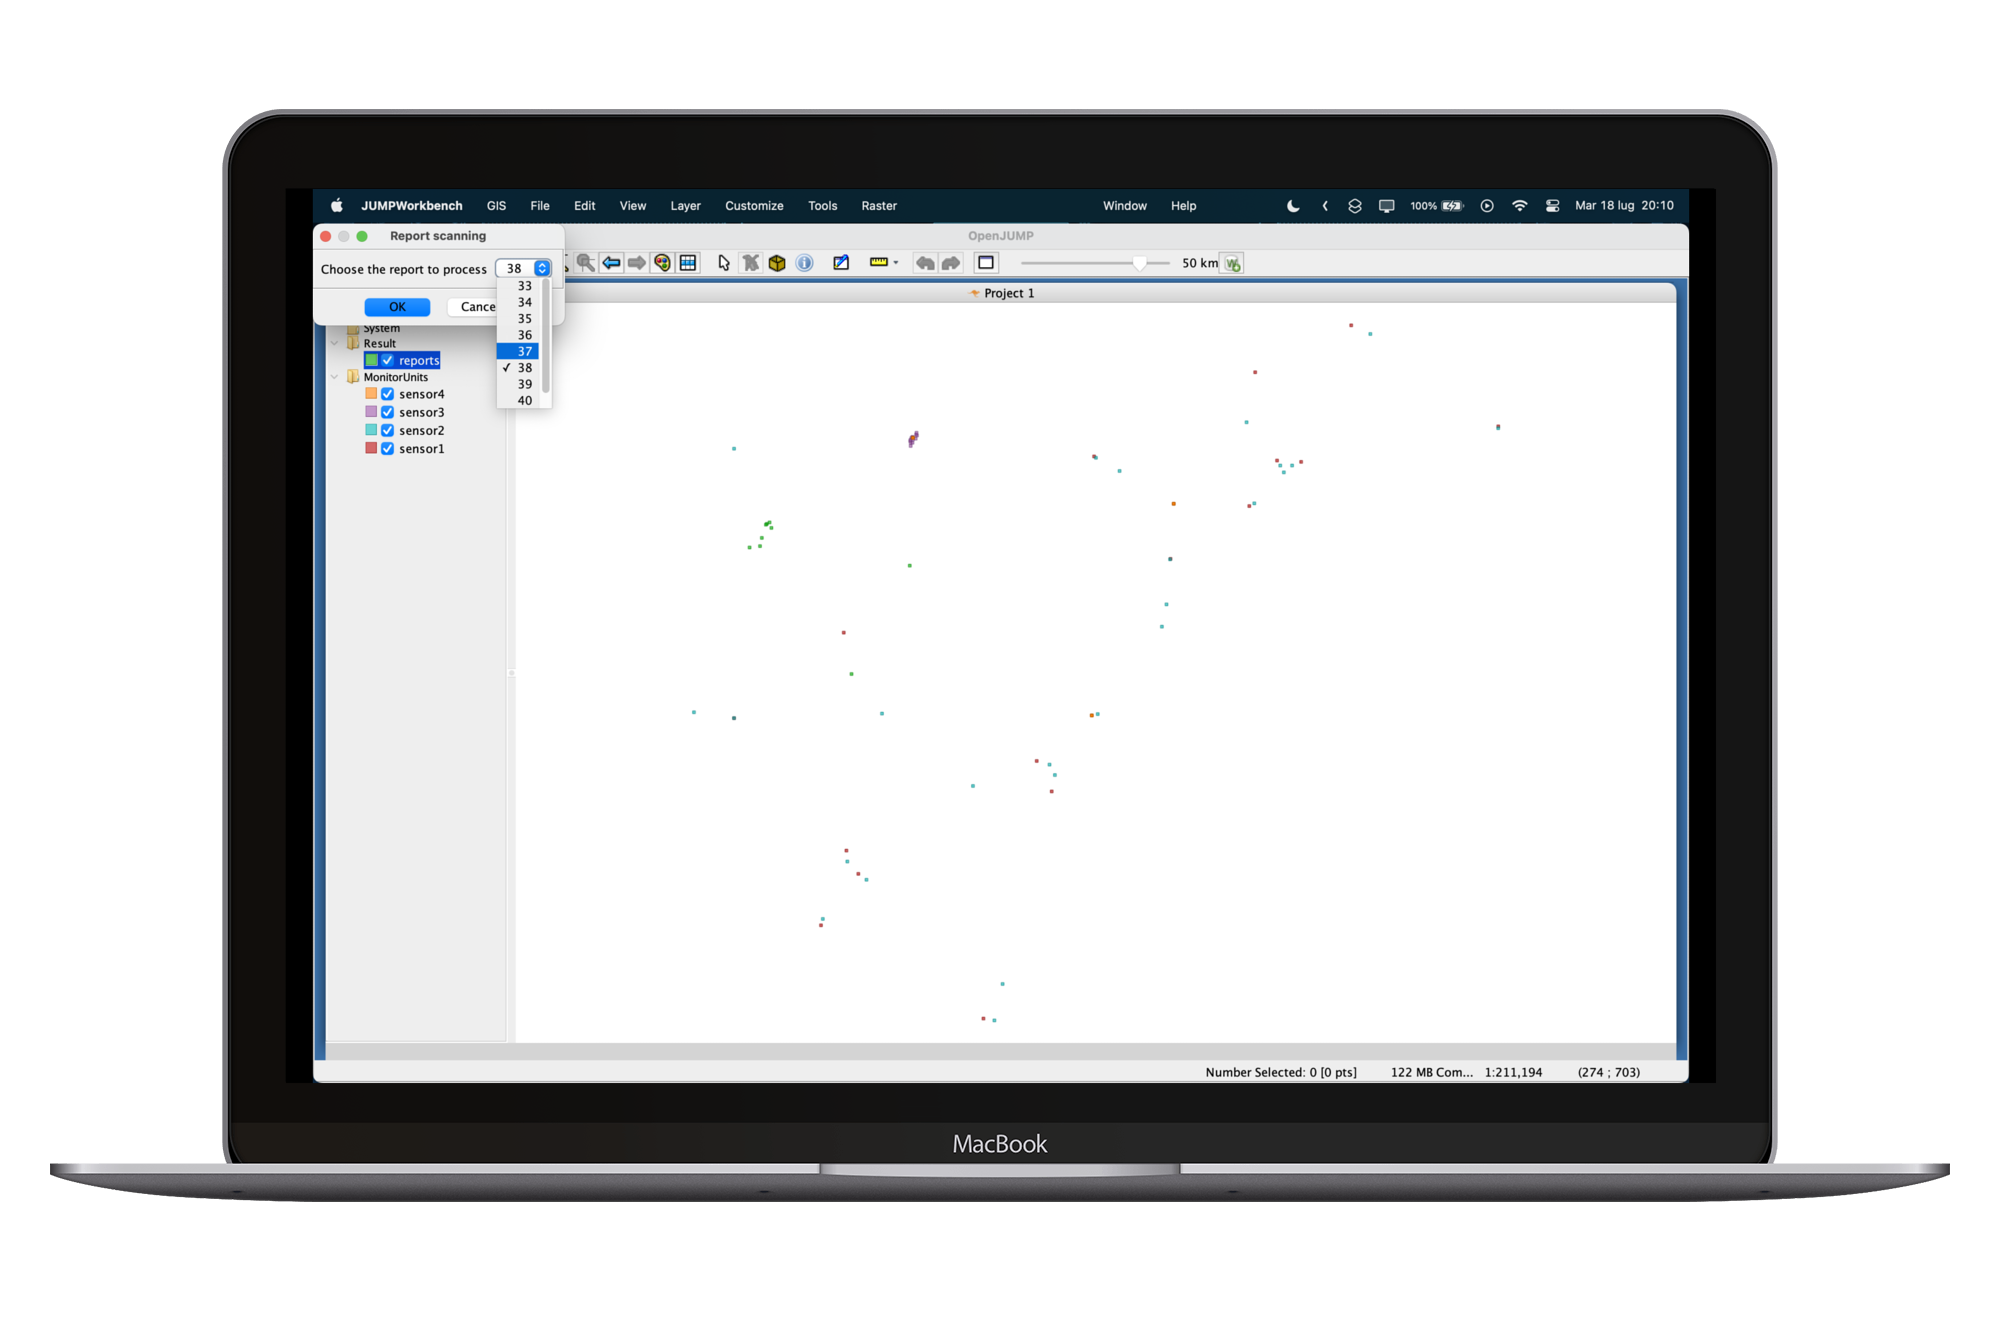 JUMPWorkbench GIS File Edit View Layer Customize Tools Raster Window Help 100% Mar 18 lug 20:10
Report scanning
OpenJUMP
Choose the report to process 38
50 km
OK
Cance
33
34
35
36
37
✓ 38
39
40
Project 1
System
Result
reports
MonitorUnits
sensor4
sensor3
sensor2
sensor1
Number Selected: 0 [0 pts] 122 MB Com... 1:211,194 (274 ; 703)
MacBook